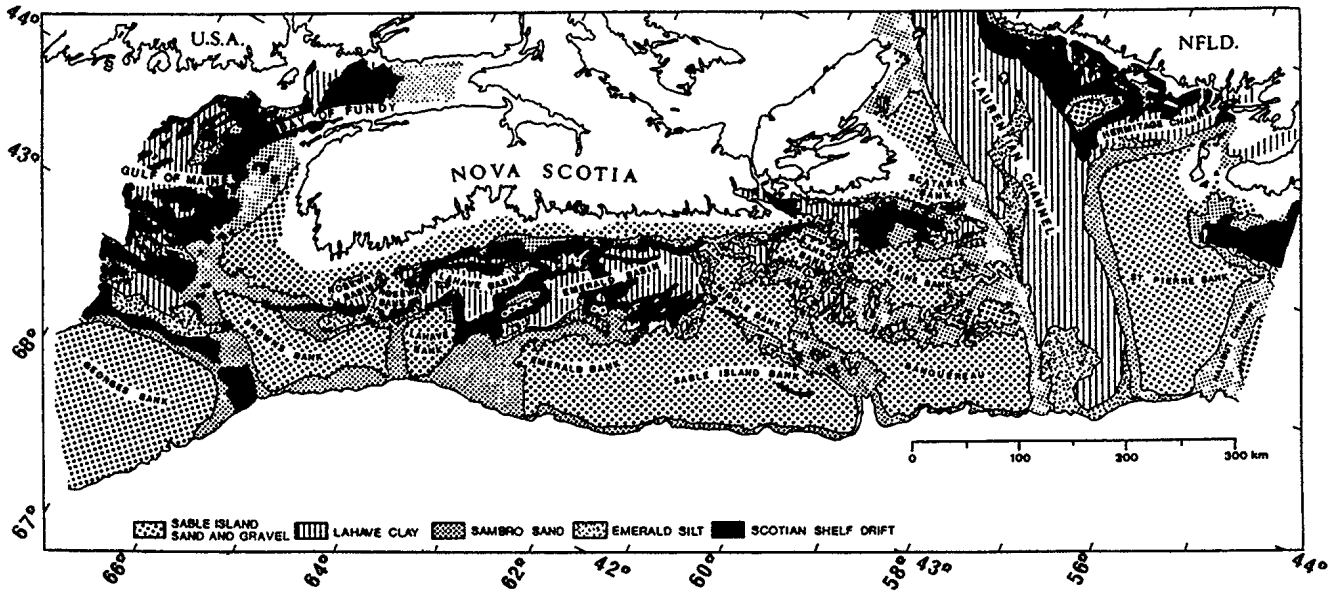 44°
U.S.A.
NFLD.
BAY OF FUNDY
LAURENTIAN CHANNEL
HERMITAGE CHANNEL
43°
GULF OF MAINE
NOVA SCOTIA
ST. PIERRE BANK
EMERALD BANK
SABLE ISLAND BANK
BANQUEREAU
BROWNS BANK
LAHAVE BANK
GEORGES BANK
68°
0 100 200 300 km
67°
SABLE ISLAND
SAND AND GRAVEL
LAHAVE CLAY
SAMBRO SAND
EMERALD SILT
SCOTIAN SHELF DRIFT
66° 64° 62° 42° 60° 58° 43° 56° 44°